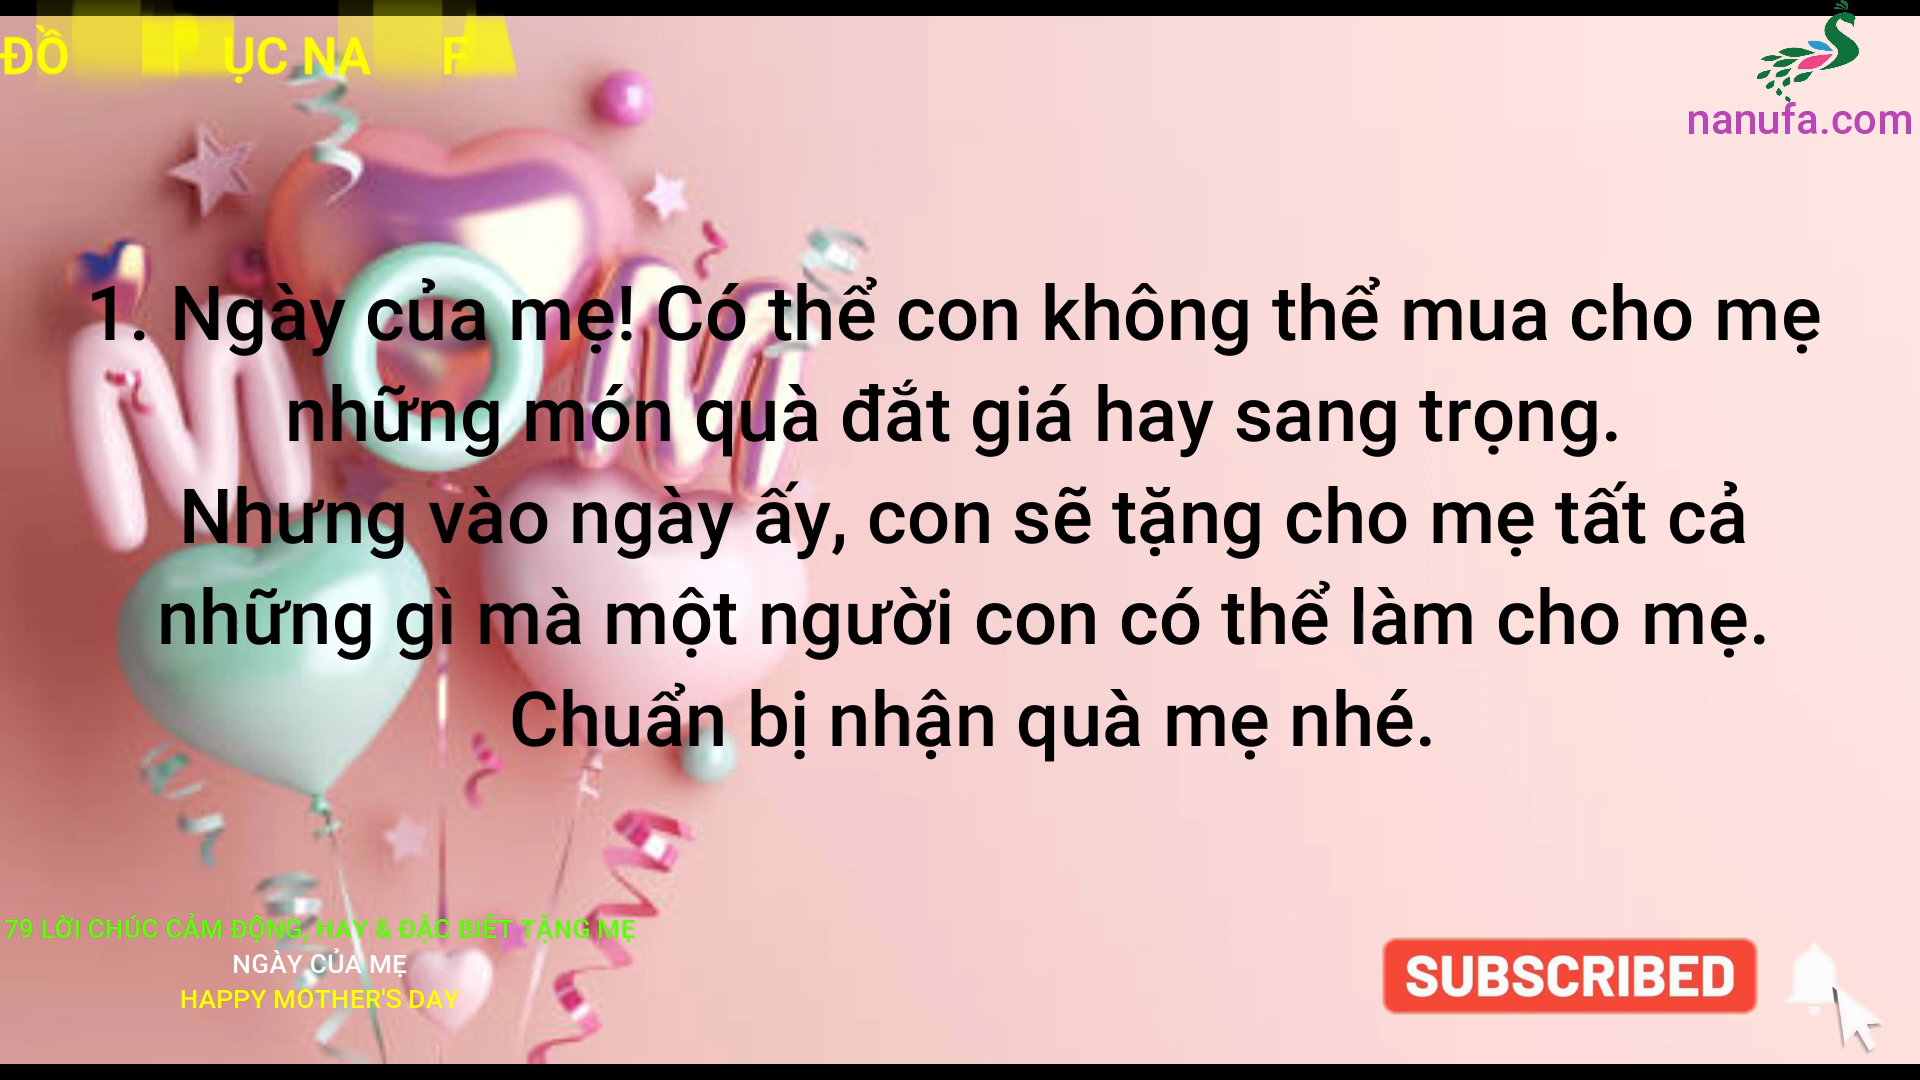 ĐỒ ỤC NA F
nanufa.com
MOM
1. Ngày của mẹ! Có thể con không thể mua cho mẹ
những món quà đắt giá hay sang trọng.
Nhưng vào ngày ấy, con sẽ tặng cho mẹ tất cả
những gì mà một người con có thể làm cho mẹ.
Chuẩn bị nhận quà mẹ nhé.
79 LỜI CHÚC CẢM ĐỘNG, HAY & ĐẶC BIỆT TẶNG MẸ
NGÀY CỦA MẸ
HAPPY MOTHER'S DAY
SUBSCRIBED